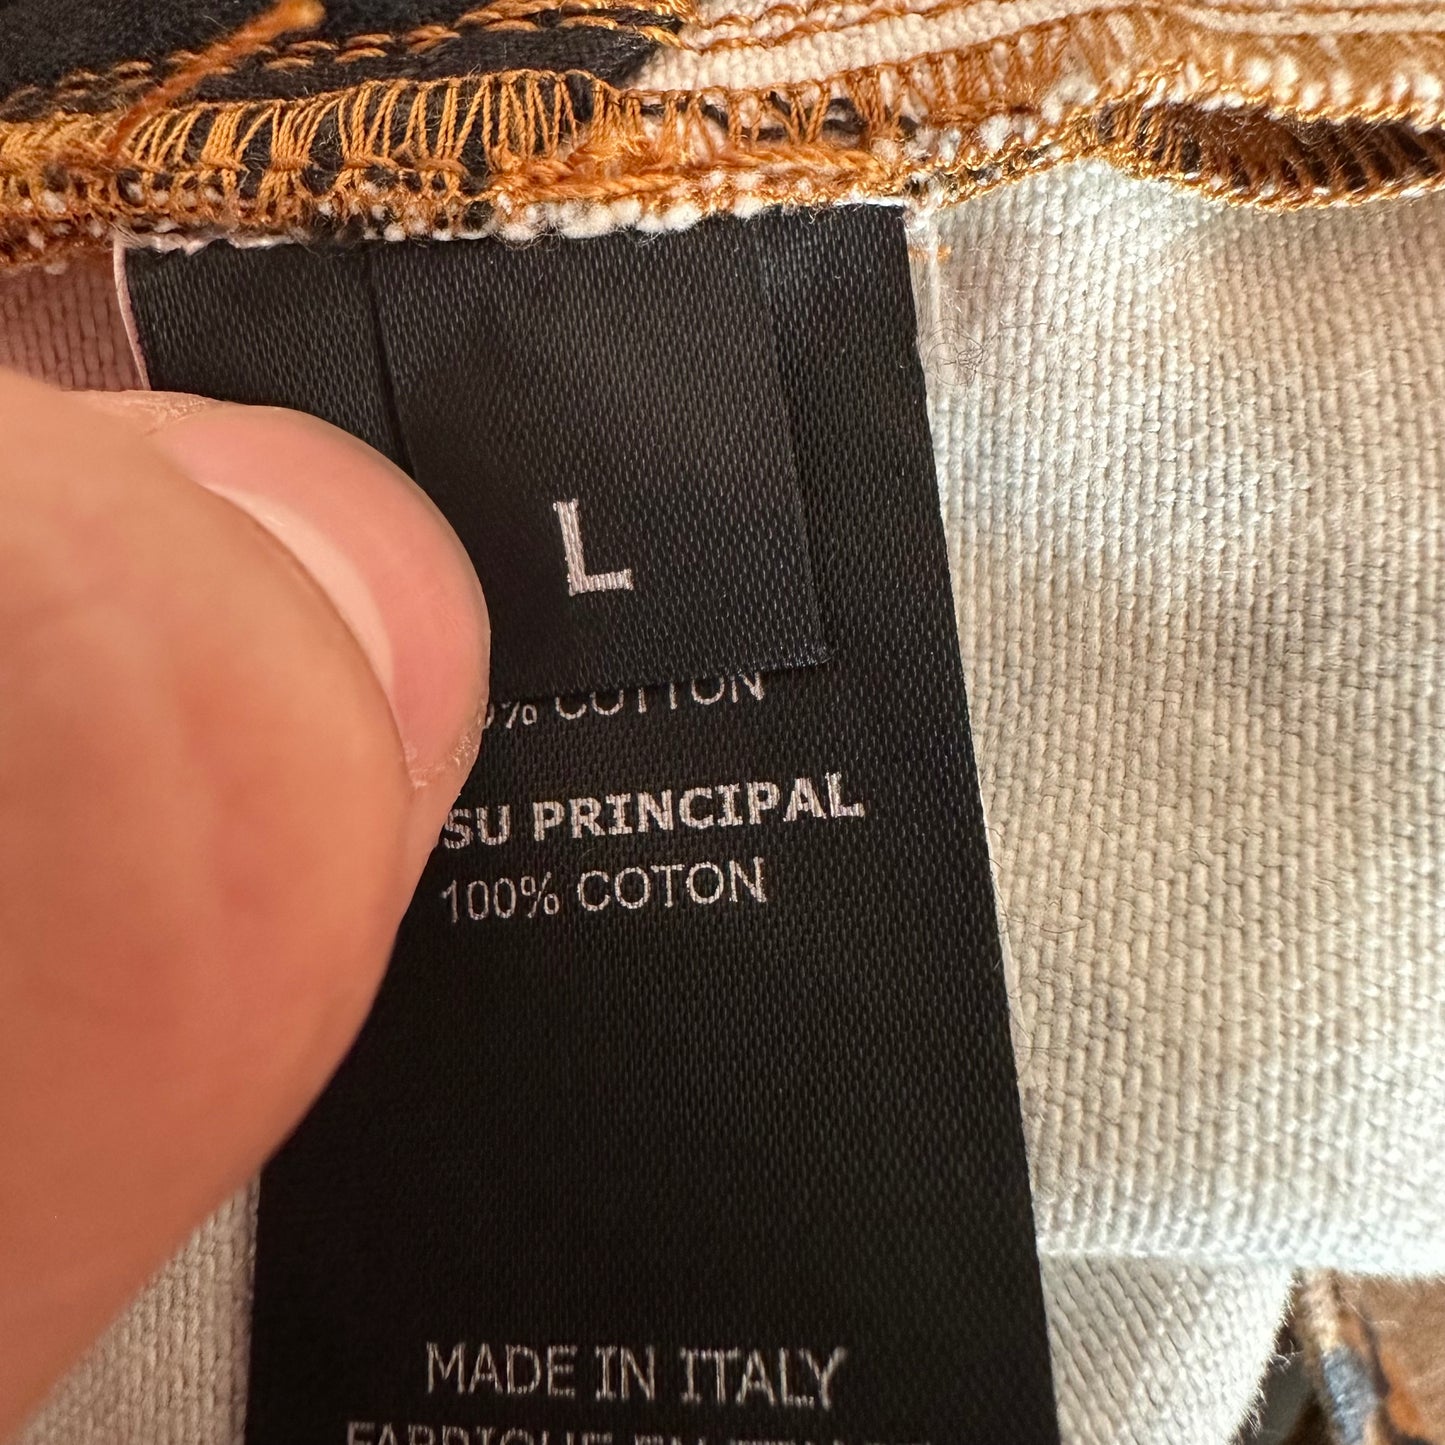 L
% COTTON
SU PRINCIPAL
100% COTON
MADE IN ITALY